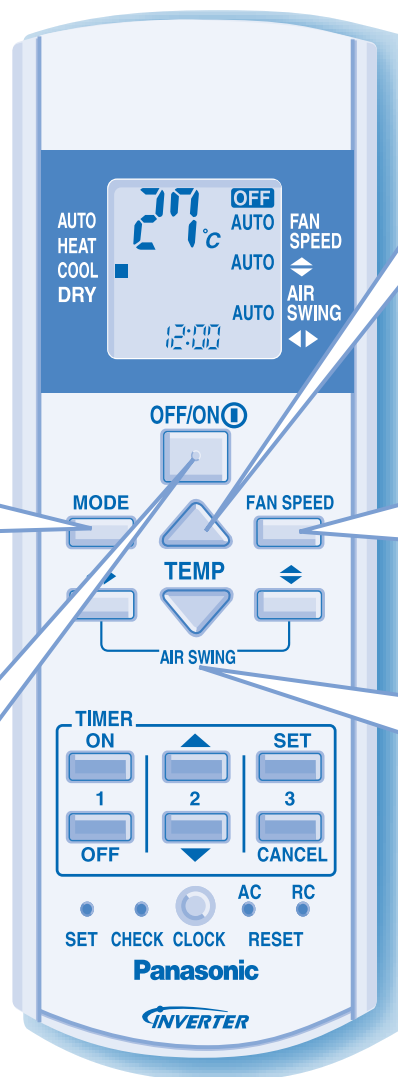 27°C OFF
AUTO AUTO FAN SPEED
HEAT
COOL AUTO
DRY AUTO AIR SWING
12:00
OFF/ON
MODE FAN SPEED
TEMP
AIR SWING
TIMER
ON SET
1 2 3
OFF CANCEL
AC RC
SET CHECK CLOCK RESET
Panasonic
INVERTER